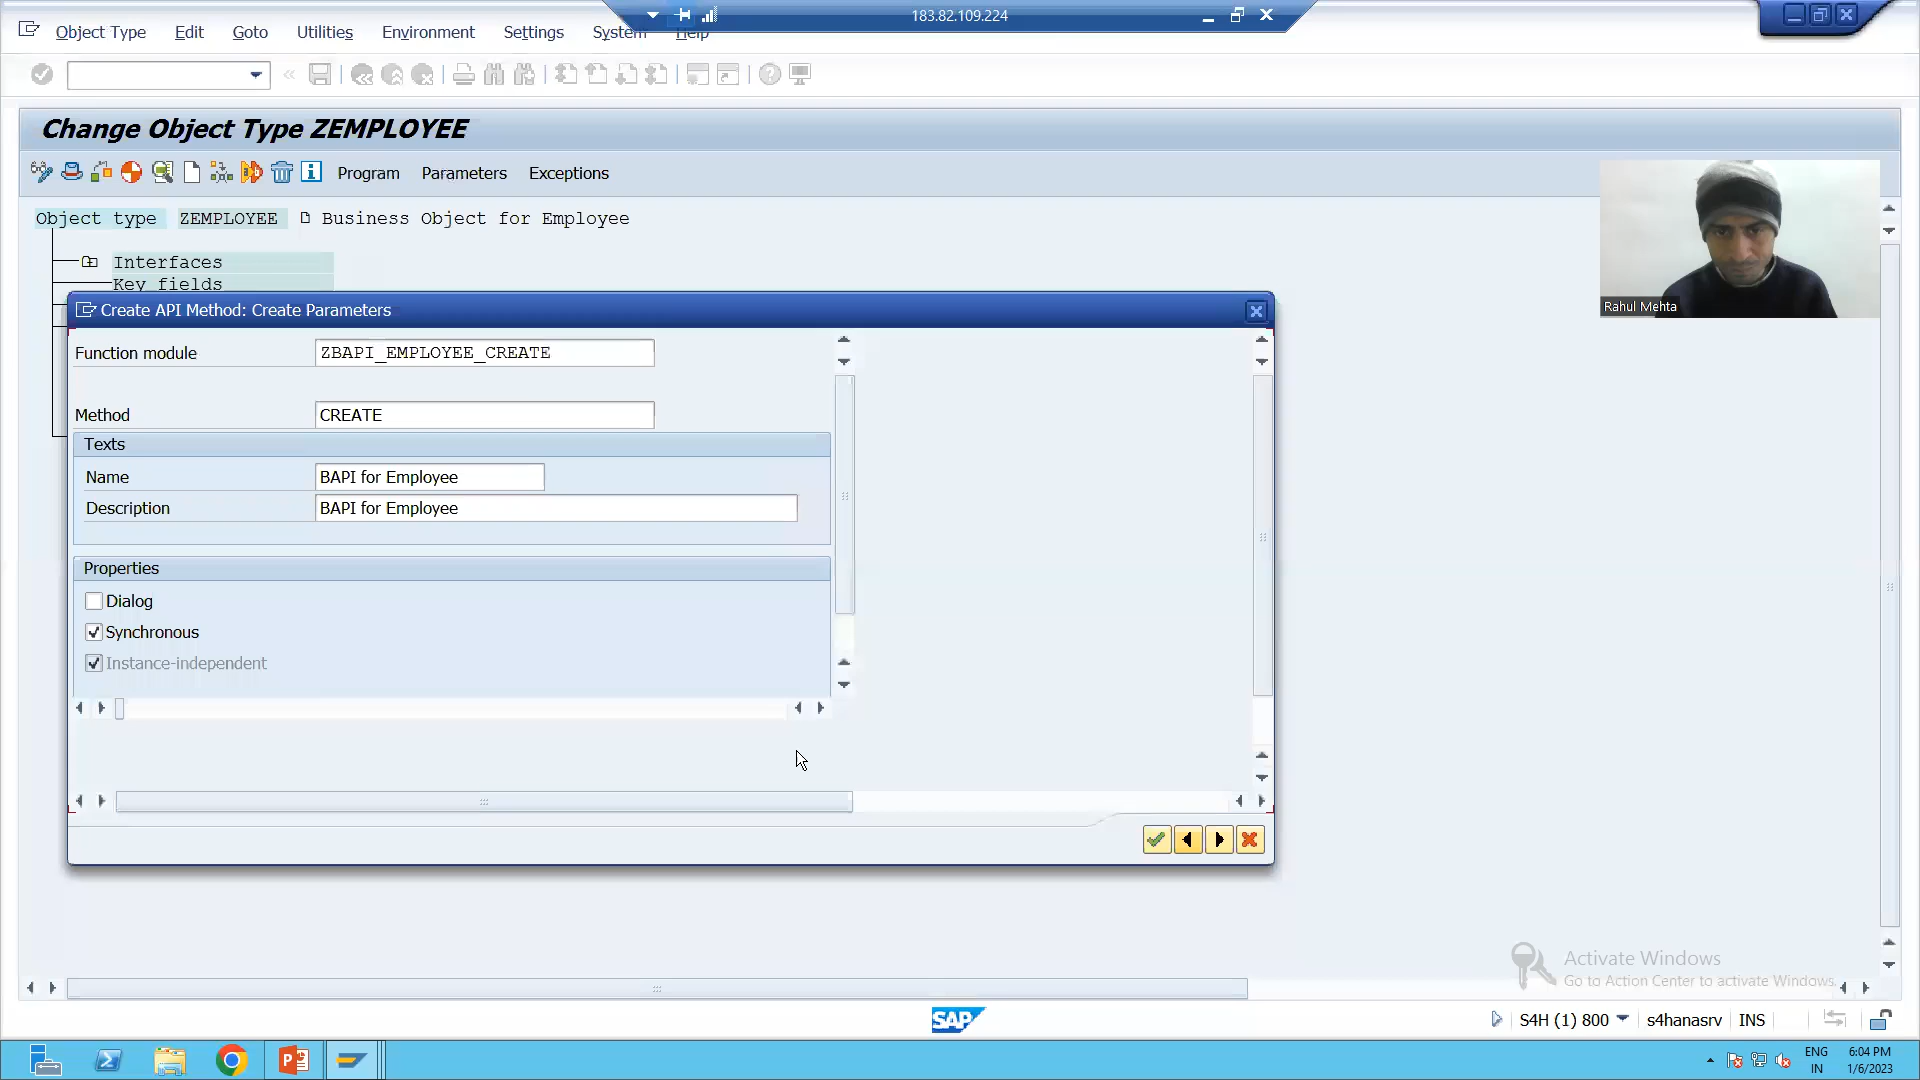 183.82.109.224
Object Type Edit Goto Utilities Environment Settings System Help
Change Object Type ZEMPLOYEE
Program Parameters Exceptions
Object type ZEMPLOYEE Business Object for Employee
Interfaces
Key fields
Rahul Mehta
Create API Method: Create Parameters
Function module ZBAPI_EMPLOYEE_CREATE
Method CREATE
Texts
Name BAPI for Employee
Description BAPI for Employee
Properties
Dialog
Synchronous
Instance-independent
Activate Windows
Go to Action Center to activate Windows.
SAP S4H (1) 800 s4hanasrv INS
ENG 6:04 PM
IN 1/6/2023